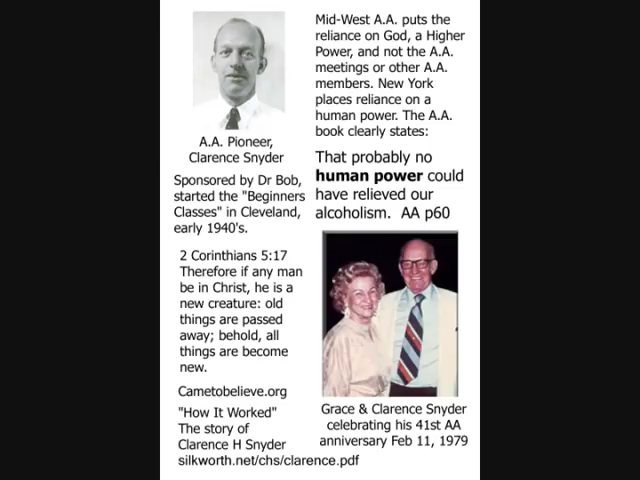 A.A. Pioneer,
Clarence Snyder
Sponsored by Dr Bob,
started the "Beginners
Classes" in Cleveland,
early 1940's.
2 Corinthians 5:17
Therefore if any man
be in Christ, he is a
new creature: old
things are passed
away; behold, all
things are become
new.
Cametobelieve.org
"How It Worked"
The story of
Clarence H Snyder
silkworth.net/chs/clarence.pdf
Mid-West A.A. puts the
reliance on God, a Higher
Power, and not the A.A.
meetings or other A.A.
members. New York
places reliance on a
human power. The A.A.
book clearly states:
That probably no
human power could
have relieved our
alcoholism.  AA p60
Grace & Clarence Snyder
celebrating his 41st AA
anniversary Feb 11, 1979